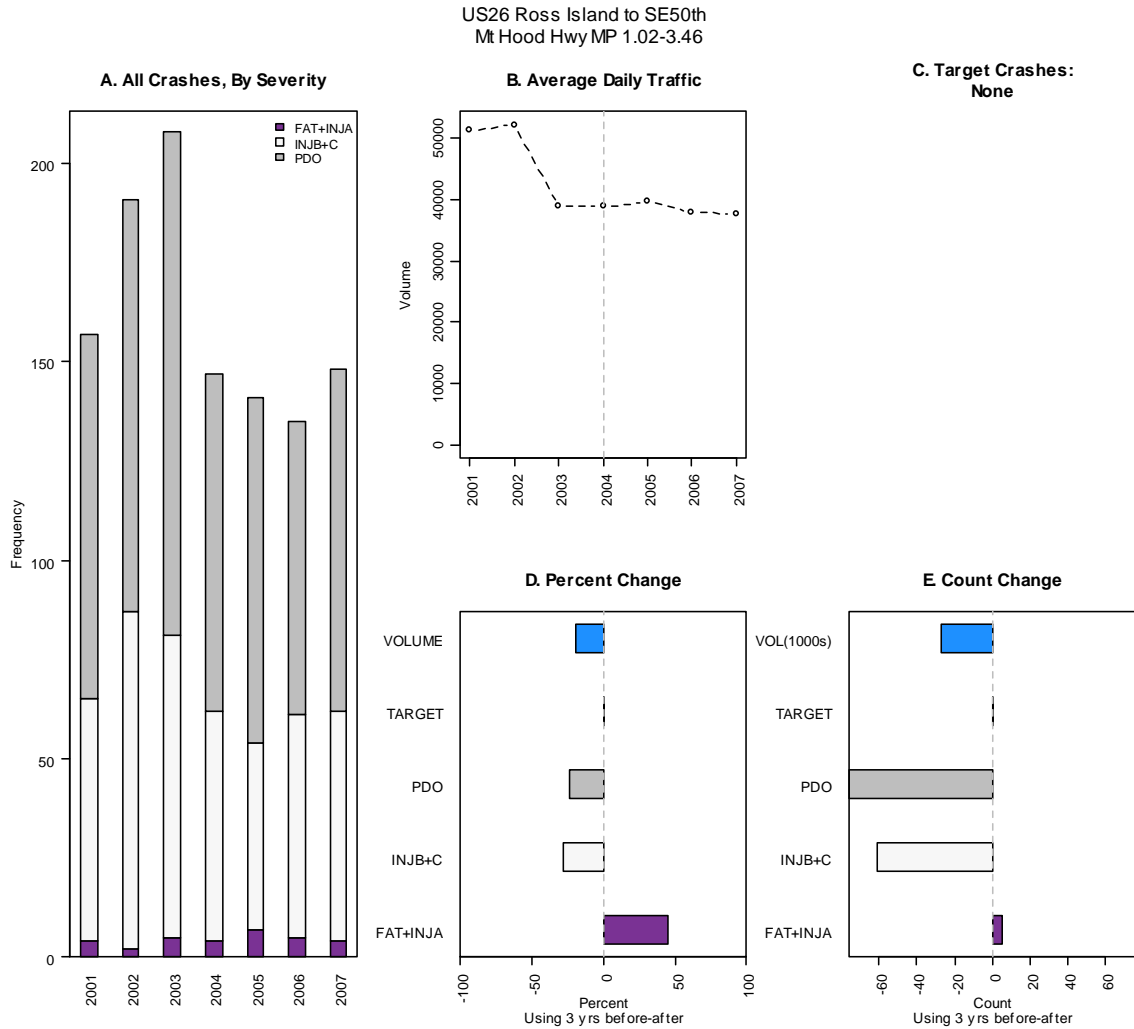 US26 Ross Island to SE50th
Mt Hood Hwy MP 1.02-3.46
A. All Crashes, By Severity
FAT+INJA
INJB+C
PDO
200
150
100
50
0
Frequency
2001
2002
2003
2004
2005
2006
2007
B. Average Daily Traffic
50000
40000
30000
20000
10000
0
Volume
2001
2002
2003
2004
2005
2006
2007
C. Target Crashes:
None
D. Percent Change
VOLUME
TARGET
PDO
INJB+C
FAT+INJA
-100
-50
0
50
100
Percent
Using 3 yrs before-after
E. Count Change
VOL(1000s)
TARGET
PDO
INJB+C
FAT+INJA
-60
-40
-20
0
20
40
60
Count
Using 3 yrs before-after